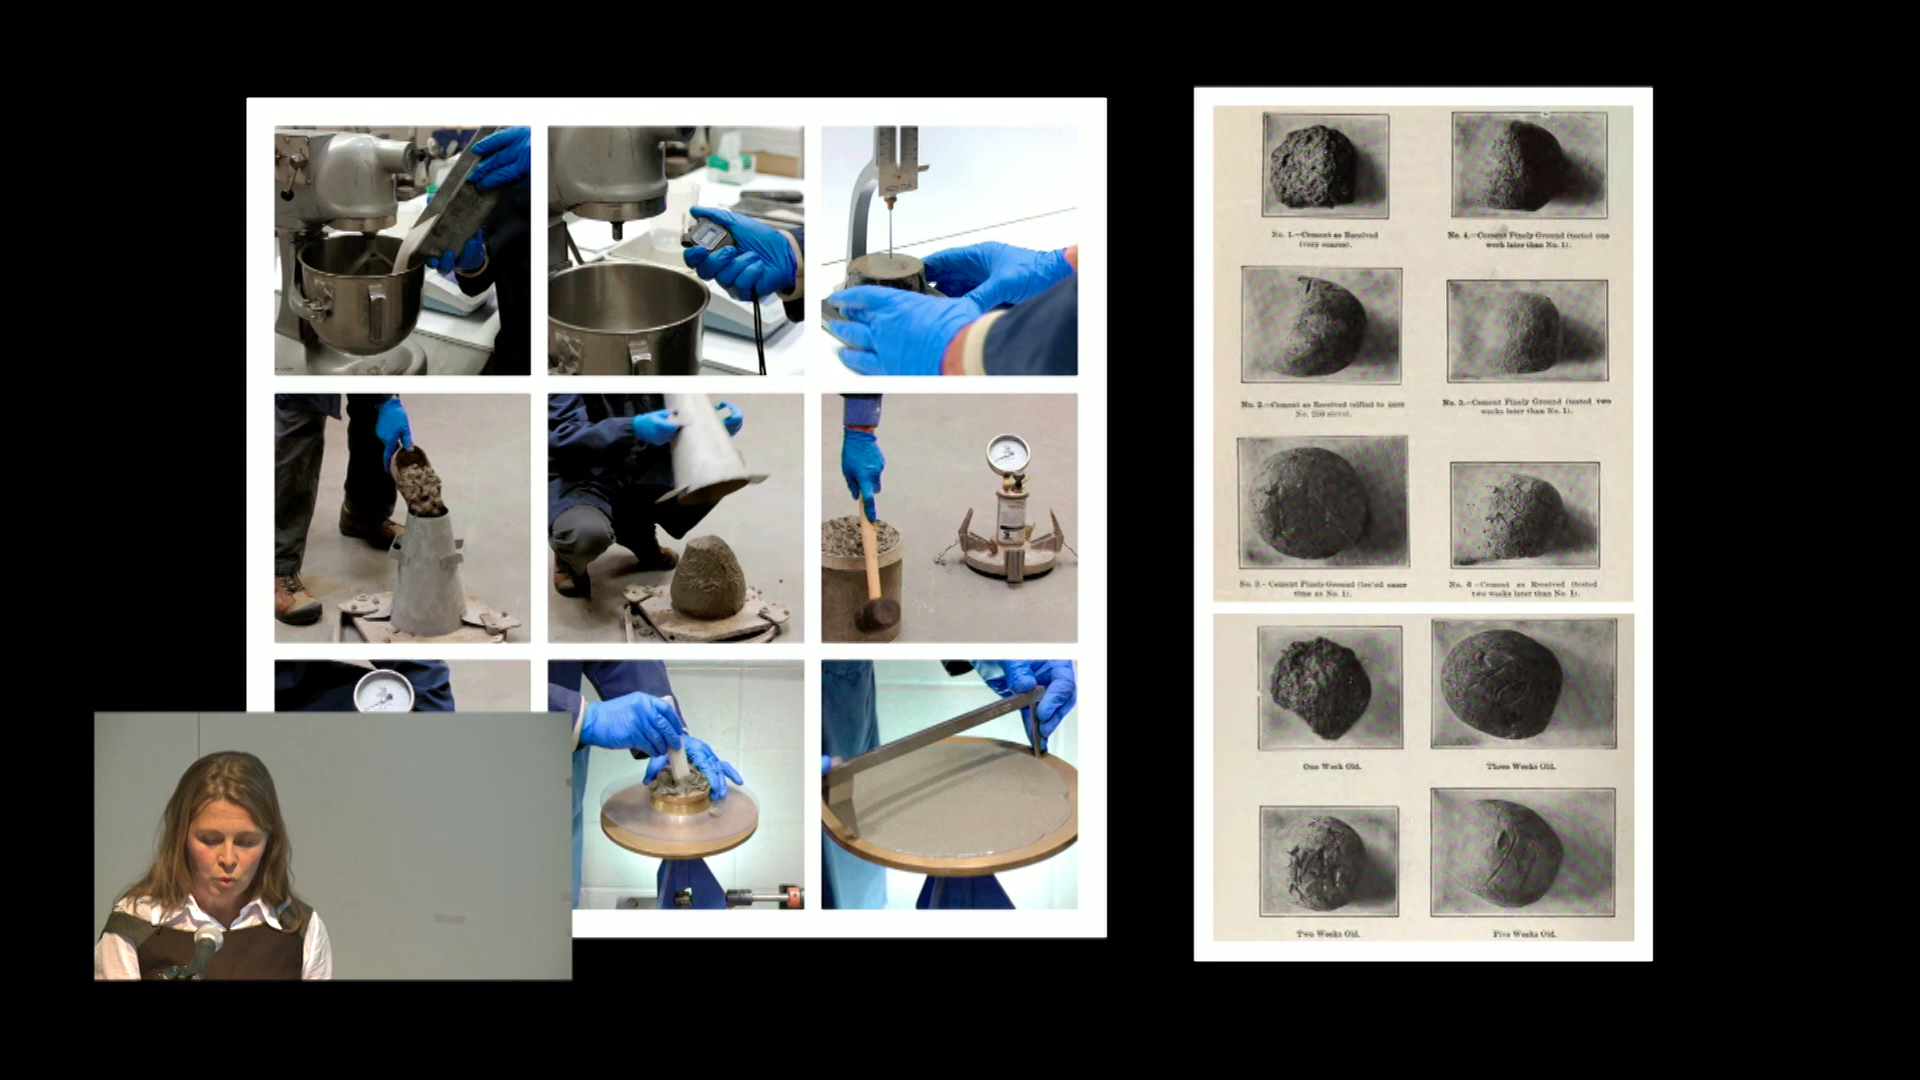 No. 1.—Cement as Received
(very coarse).
No. 4.—Cement Finely Ground (tested one
week later than No. 1).
No. 2.—Cement as Received (sifted to pass
No. 200 sieve).
No. 5.—Cement Finely Ground (tested two
weeks later than No. 1).
No. 3.—Cement Finely Ground (tested same
time as No. 1).
No. 6.—Cement as Received (tested
two weeks later than No. 1).
One Week Old.
Three Weeks Old.
Two Weeks Old.
Five Weeks Old.